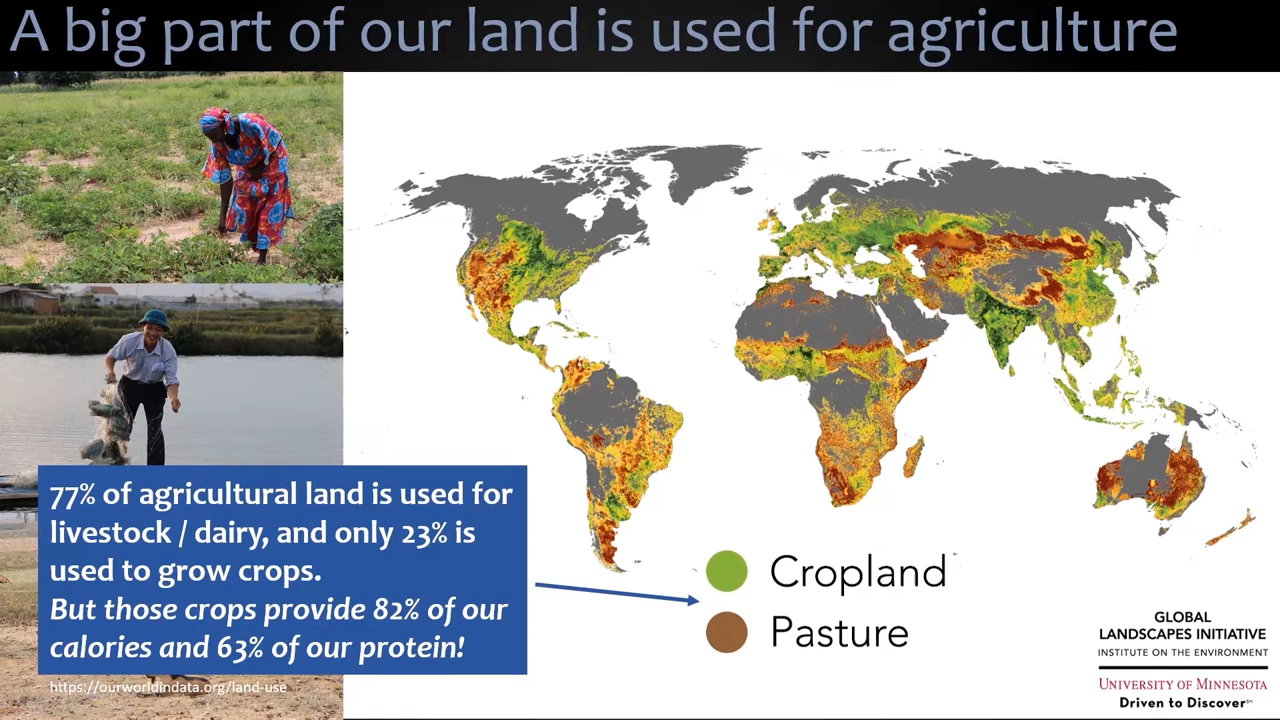 A big part of our land is used for agriculture
77% of agricultural land is used for
livestock / dairy, and only 23% is
used to grow crops.
But those crops provide 82% of our
calories and 63% of our protein!
https://ourworldindata.org/land-use
Cropland
Pasture
GLOBAL
LANDSCAPES INITIATIVE
INSTITUTE ON THE ENVIRONMENT
UNIVERSITY OF MINNESOTA
Driven to Discover℠